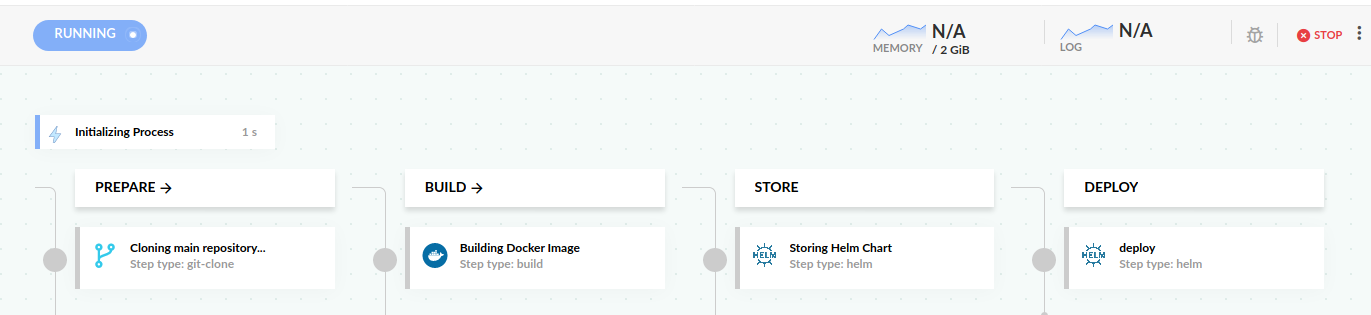 RUNNING
N/A
MEMORY / 2 GiB
N/A
LOG
STOP
Initializing Process 1 s
PREPARE →
BUILD →
STORE
DEPLOY
Cloning main repository...
Step type: git-clone
Building Docker Image
Step type: build
HELM
Storing Helm Chart
Step type: helm
HELM
deploy
Step type: helm